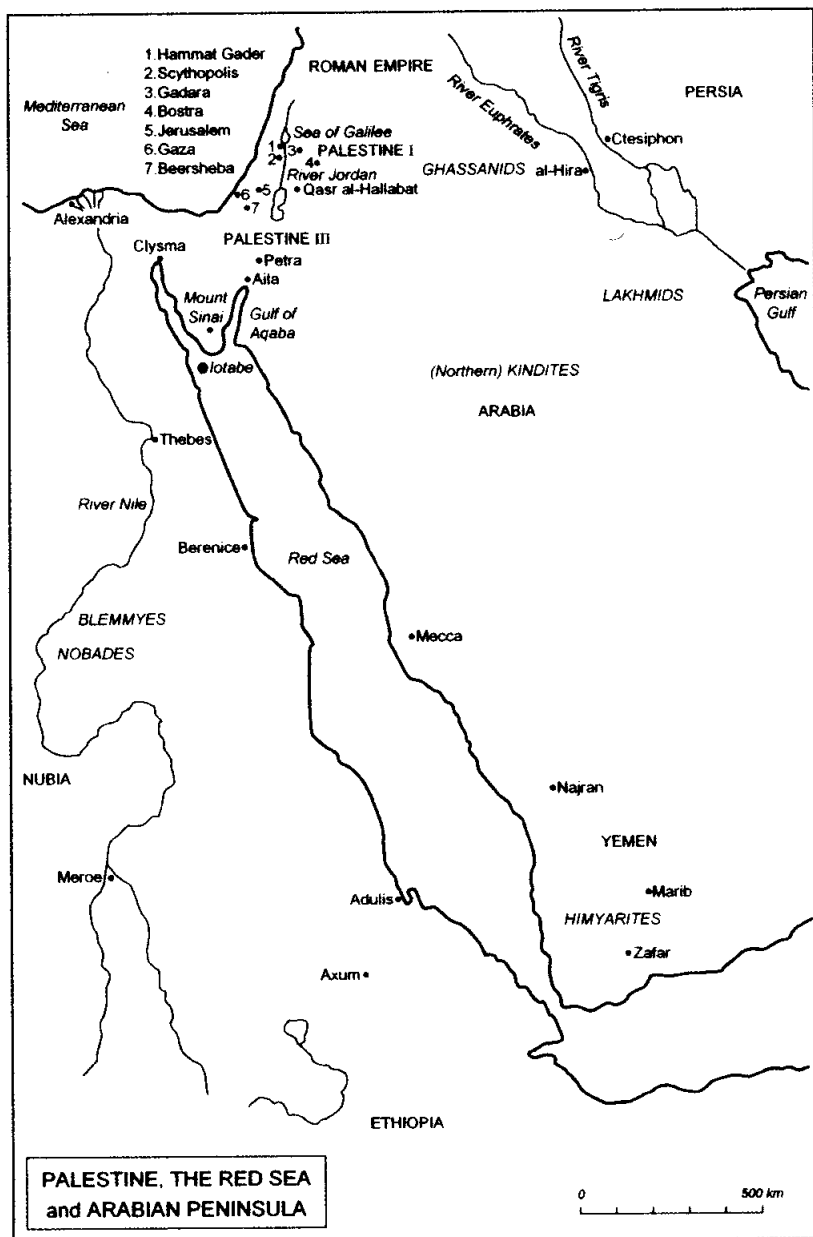 1.Hammat Gader
2.Scythopolis
3.Gadara
4.Bostra
5.Jerusalem
6.Gaza
7.Beersheba
ROMAN EMPIRE
Mediterranean
Sea
River Euphrates
River Tigris
PERSIA
Ctesiphon
Sea of Galilee
1
3
PALESTINE I
2
4
GHASSANIDS
al-Hira
River Jordan
5
Qasr al-Hallabat
6
7
Alexandria
PALESTINE III
Clysma
Petra
Aila
Mount
Sinai
Gulf of
Aqaba
LAKHMIDS
Persian
Gulf
Iotabe
(Northern) KINDITES
ARABIA
Thebes
River Nile
Berenice
Red Sea
BLEMMYES
NOBADES
Mecca
NUBIA
Najran
YEMEN
Meroe
Adulis
Marib
HIMYARITES
Zafar
Axum
ETHIOPIA
PALESTINE, THE RED SEA
and ARABIAN PENINSULA
0 500 km